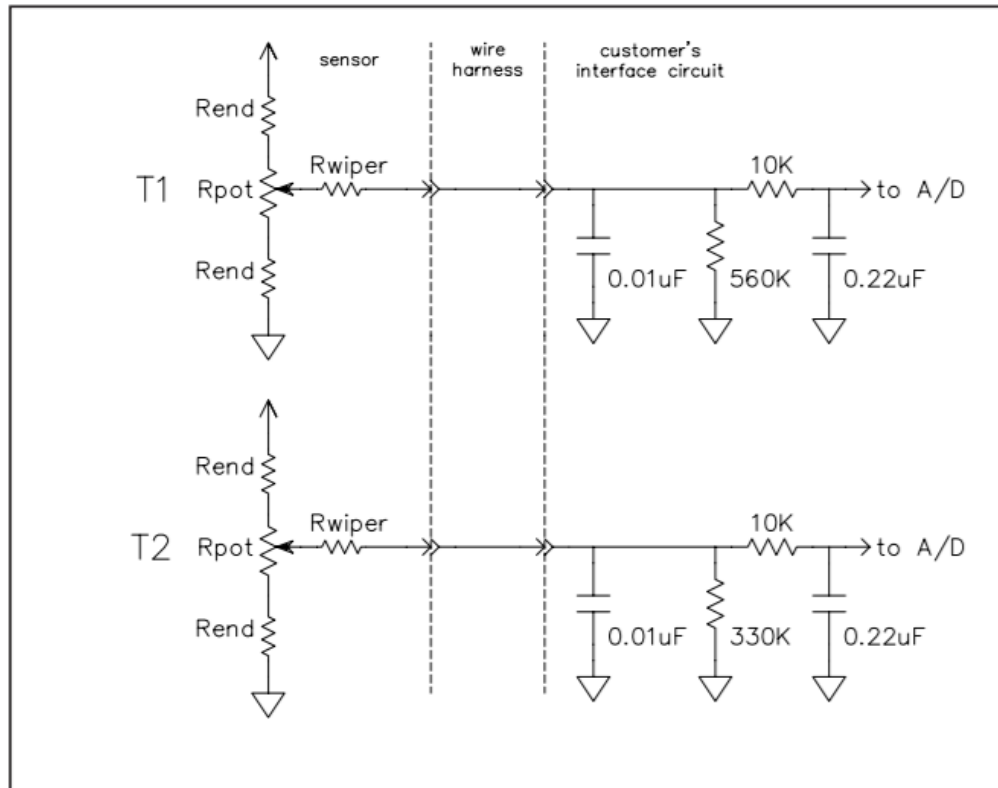 sensor
wire
harness
customer's
interface circuit
Rend
Rwiper
10K
T1
Rpot
to A/D
Rend
0.01uF
560K
0.22uF
Rend
Rwiper
10K
T2
Rpot
to A/D
Rend
0.01uF
330K
0.22uF